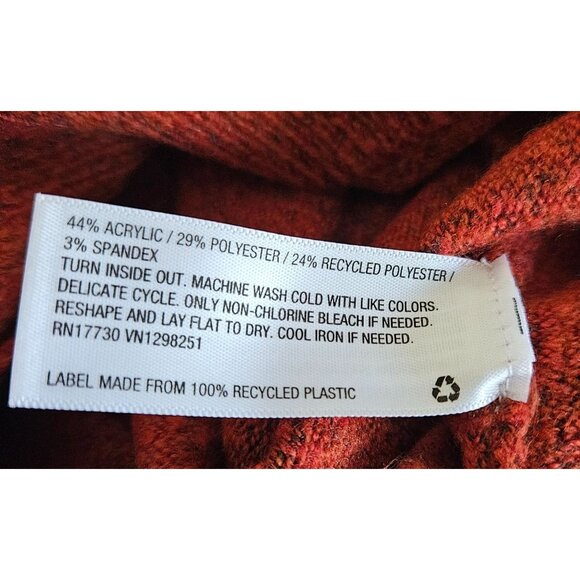 44% ACRYLIC / 29% POLYESTER / 24% RECYCLED POLYESTER /
3% SPANDEX
TURN INSIDE OUT. MACHINE WASH COLD WITH LIKE COLORS.
DELICATE CYCLE. ONLY NON-CHLORINE BLEACH IF NEEDED.
RESHAPE AND LAY FLAT TO DRY. COOL IRON IF NEEDED.
RN17730 VN1298251
LABEL MADE FROM 100% RECYCLED PLASTIC